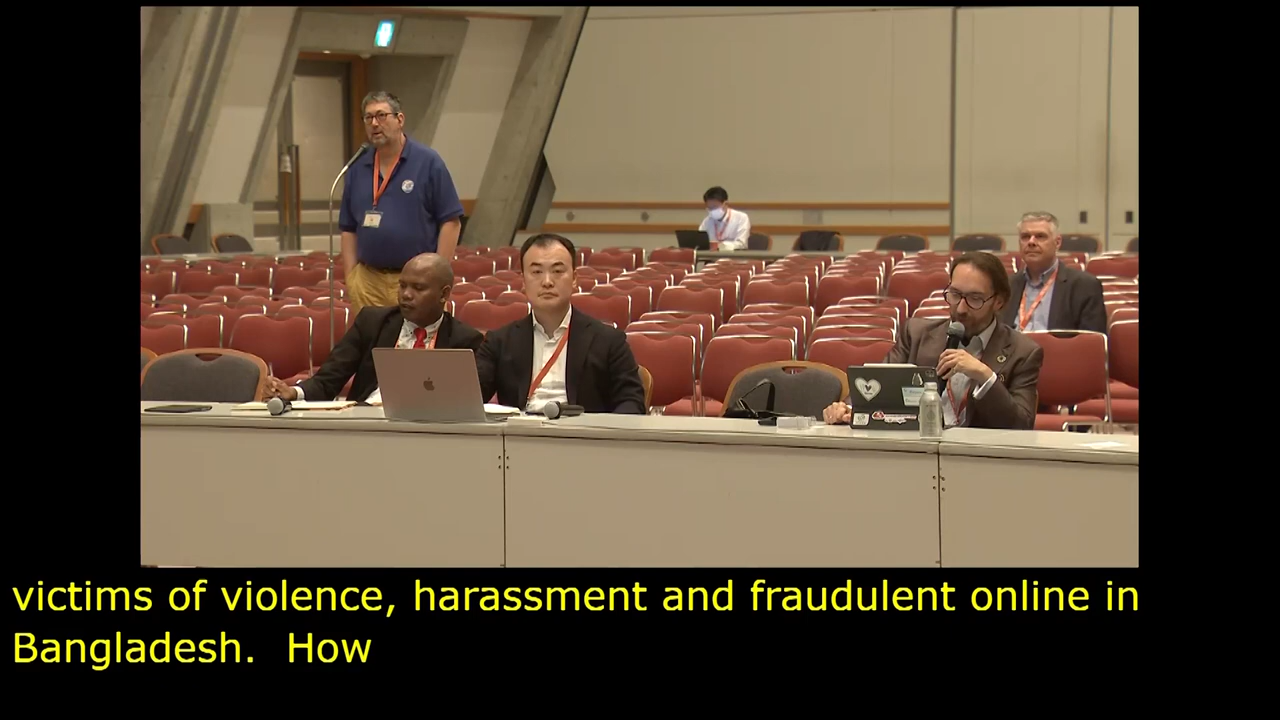 victims of violence, harassment and fraudulent online in
Bangladesh.  How